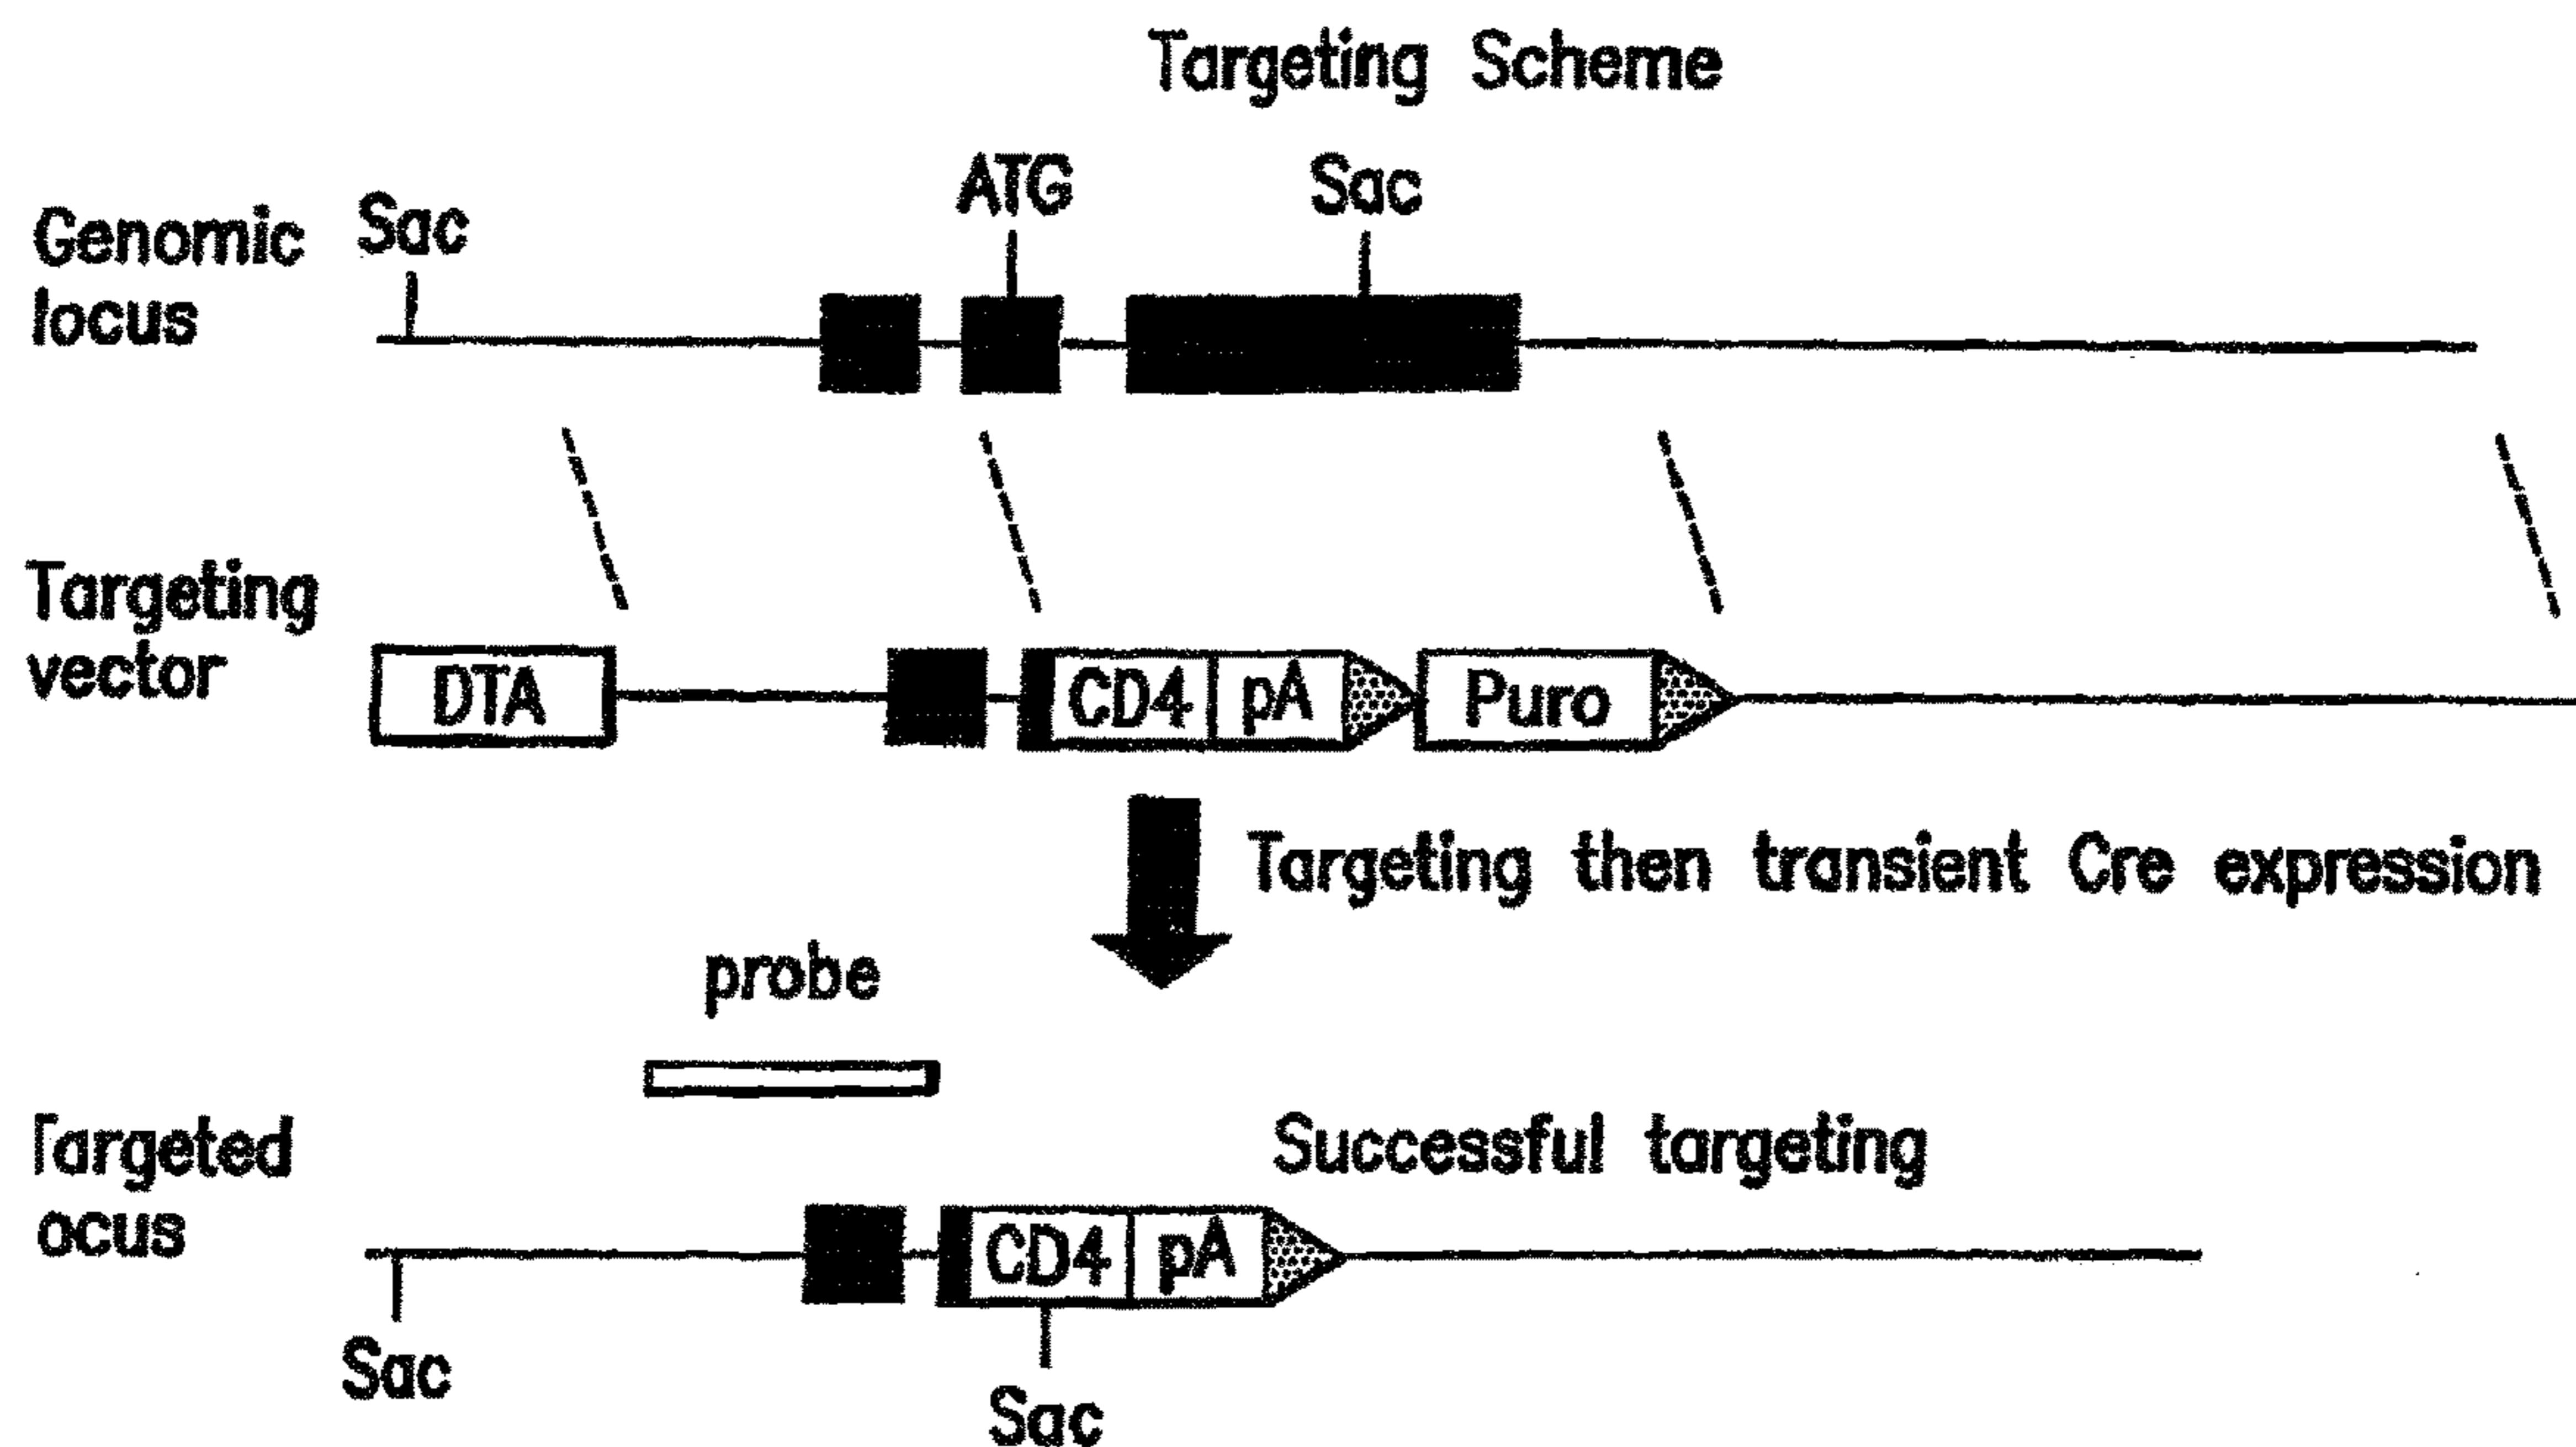 Targeting Scheme
ATG
Sac
Genomic
locus
Sac
Targeting
vector
DTA
CD4
pA
Puro
Targeting then transient Cre expression
probe
Targeted
ocus
Successful targeting
CD4
pA
Sac
Sac